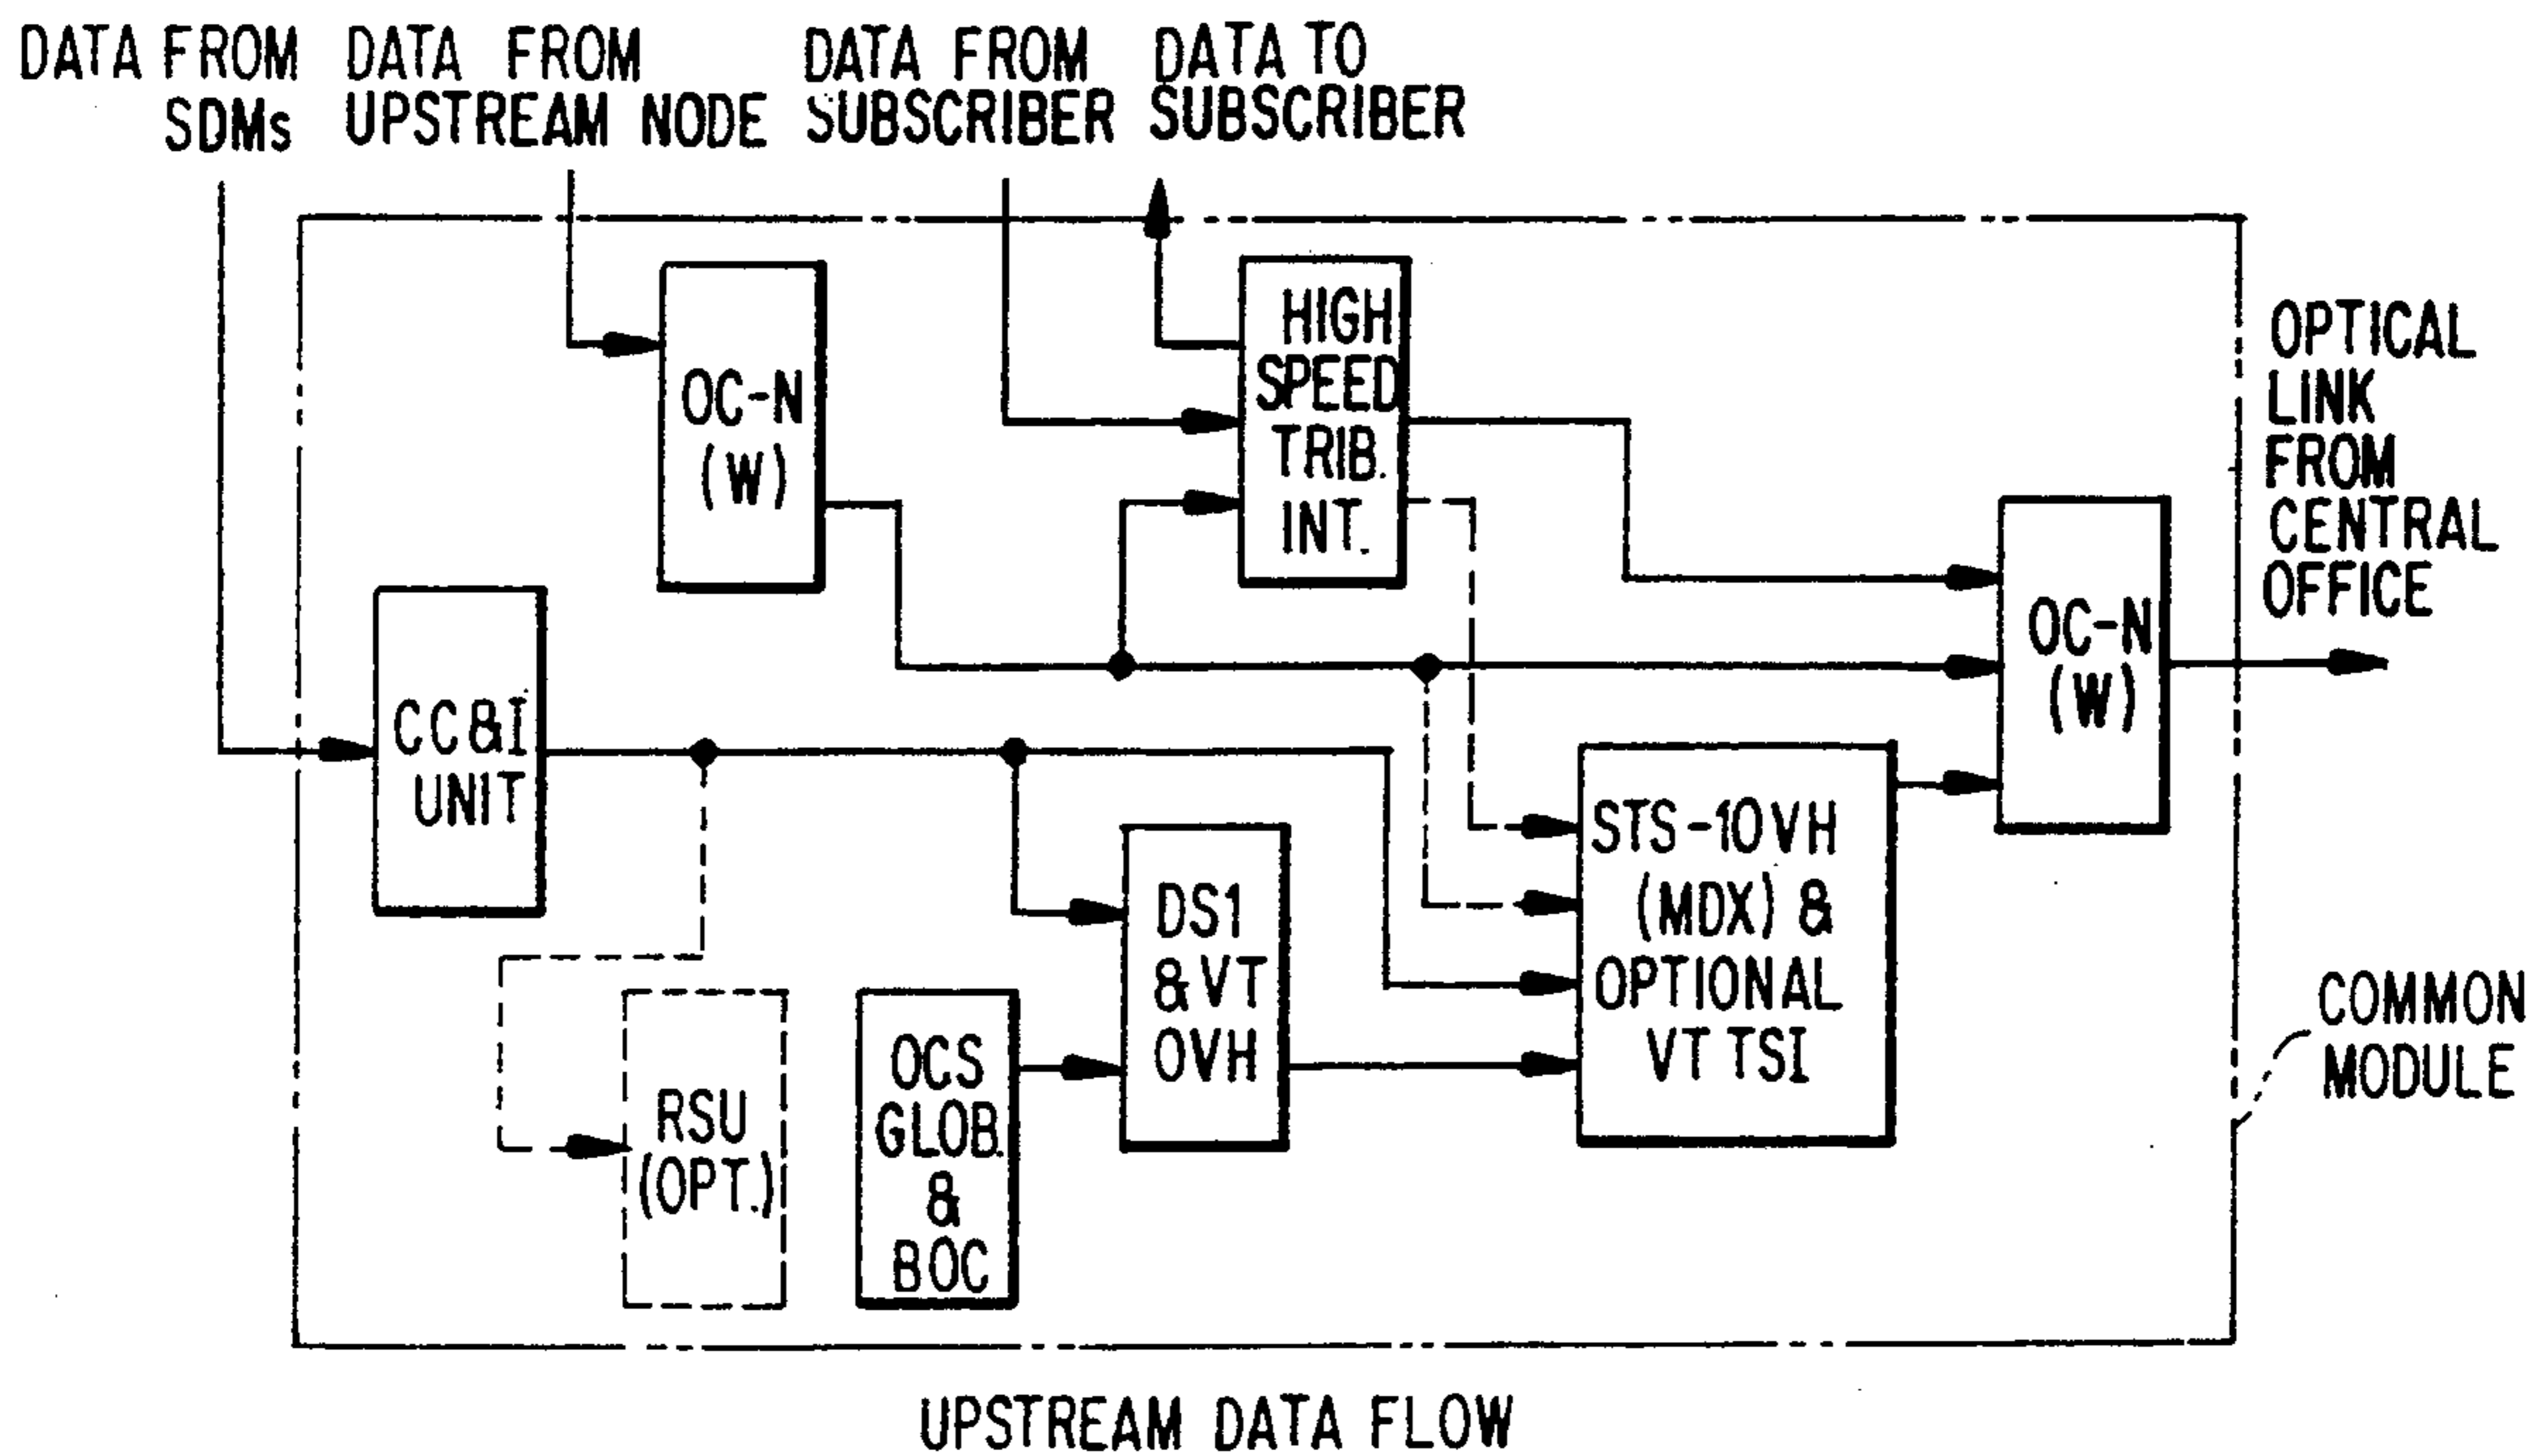 DATA FROM
SDMs
DATA FROM
UPSTREAM NODE
DATA FROM
SUBSCRIBER
DATA TO
SUBSCRIBER
OC-N
(W)
HIGH
SPEED
TRIB.
INT.
OPTICAL
LINK
FROM
CENTRAL
OFFICE
OC-N
(W)
CC&I
UNIT
STS-1OVH
(MDX) &
OPTIONAL
VT TSI
DS1
& VT
OVH
OCS
GLOB.
&
BOC
RSU
(OPT.)
COMMON
MODULE
UPSTREAM DATA FLOW